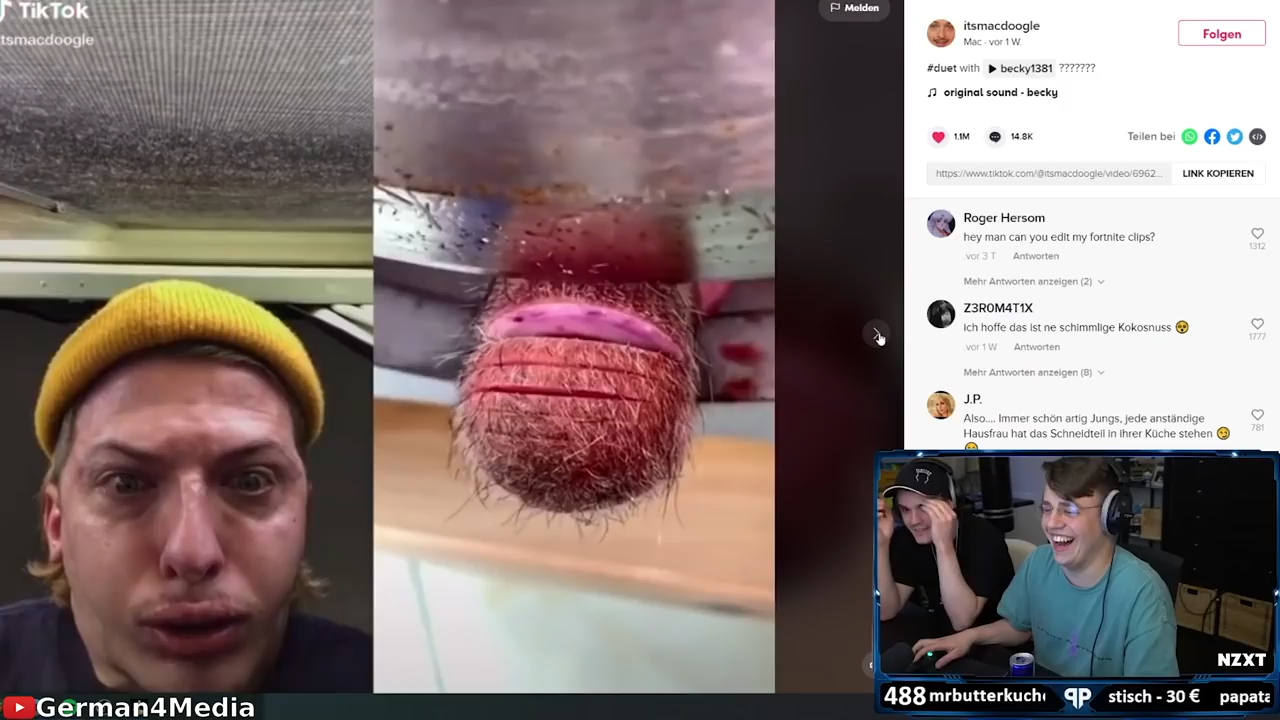 TikTok
tsmacdoogle
Melden
itsmacdoogle
Mac · vor 1 W.
Folgen
#duet with ▶ becky1381 ???????
♫ original sound - becky
1.1M
14.8K
Teilen bei
https://www.tiktok.com/@itsmacdoogle/video/6962...
LINK KOPIEREN
Roger Hersom
hey man can you edIt my fortnite clips?
1312
vor 3 T Antworten
Mehr Antworten anzeigen (2)
Z3R0M4T1X
ich hoffe das ist ne schimmlige Kokosnuss 😲
1777
vor 1 W Antworten
Mehr Antworten anzeigen (8)
J.P.
Also.... Immer schön artig Jungs, jede anständige
Hausfrau hat das Schneidteil in ihrer Küche stehen 😏
781
NZXT
488 mrbutterkuch
stisch - 30 €
papata
German4Media